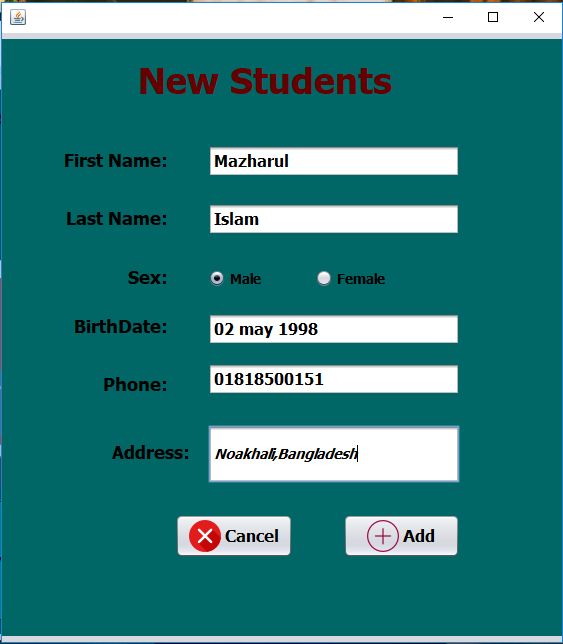 New Students
First Name: Mazharul
Last Name: Islam
Sex: Male Female
BirthDate: 02 may 1998
Phone: 01818500151
Address: Noakhali,Bangladesh
Cancel Add